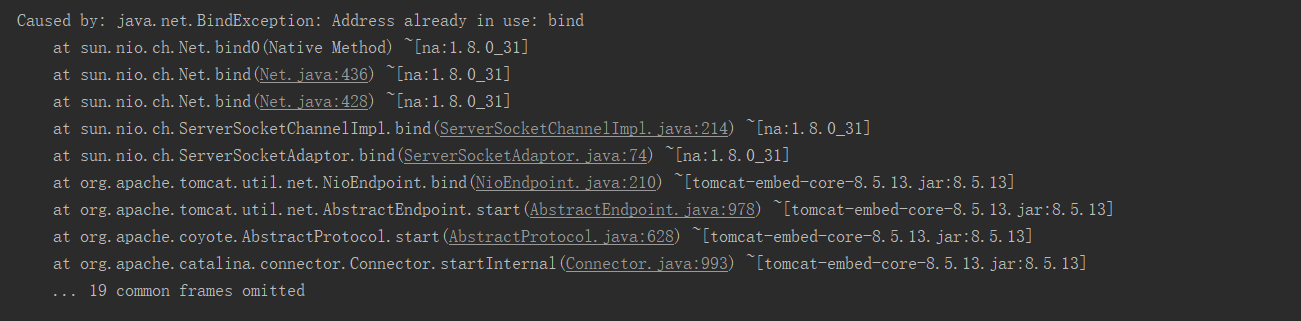 Caused by: java.net.BindException: Address already in use: bind
at sun.nio.ch.Net.bind0(Native Method) ~[na:1.8.0_31]
at sun.nio.ch.Net.bind(Net.java:436) ~[na:1.8.0_31]
at sun.nio.ch.Net.bind(Net.java:428) ~[na:1.8.0_31]
at sun.nio.ch.ServerSocketChannelImpl.bind(ServerSocketChannelImpl.java:214) ~[na:1.8.0_31]
at sun.nio.ch.ServerSocketAdaptor.bind(ServerSocketAdaptor.java:74) ~[na:1.8.0_31]
at org.apache.tomcat.util.net.NioEndpoint.bind(NioEndpoint.java:210) ~[tomcat-embed-core-8.5.13.jar:8.5.13]
at org.apache.tomcat.util.net.AbstractEndpoint.start(AbstractEndpoint.java:978) ~[tomcat-embed-core-8.5.13.jar:8.5.13]
at org.apache.coyote.AbstractProtocol.start(AbstractProtocol.java:628) ~[tomcat-embed-core-8.5.13.jar:8.5.13]
at org.apache.catalina.connector.Connector.startInternal(Connector.java:993) ~[tomcat-embed-core-8.5.13.jar:8.5.13]
... 19 common frames omitted